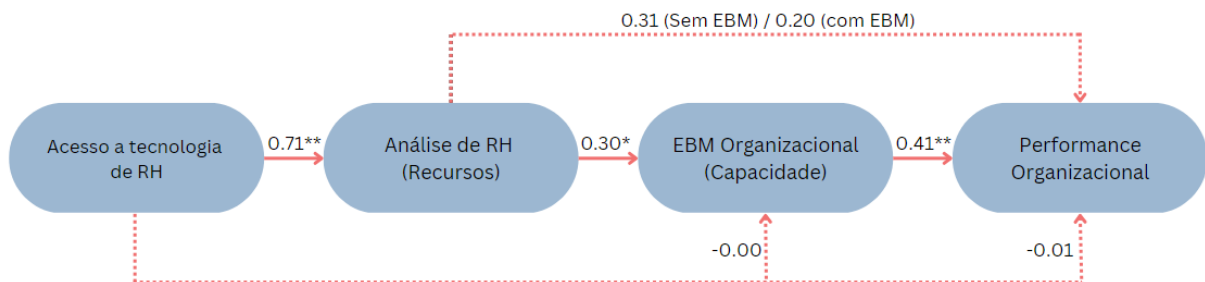 0.31 (Sem EBM) / 0.20 (com EBM)
Acesso a tecnologia
de RH
0.71**
Análise de RH
(Recursos)
0.30*
EBM Organizacional
(Capacidade)
0.41**
Performance
Organizacional
-0.00
-0.01